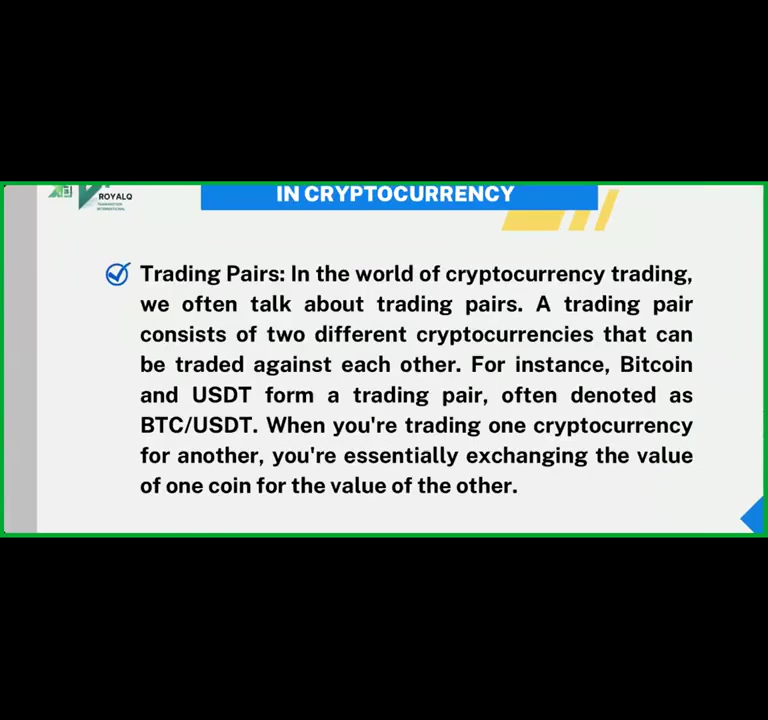 ROYALQ
IN CRYPTOCURRENCY
Trading Pairs: In the world of cryptocurrency trading,
we often talk about trading pairs. A trading pair
consists of two different cryptocurrencies that can
be traded against each other. For instance, Bitcoin
and USDT form a trading pair, often denoted as
BTC/USDT. When you're trading one cryptocurrency
for another, you're essentially exchanging the value
of one coin for the value of the other.